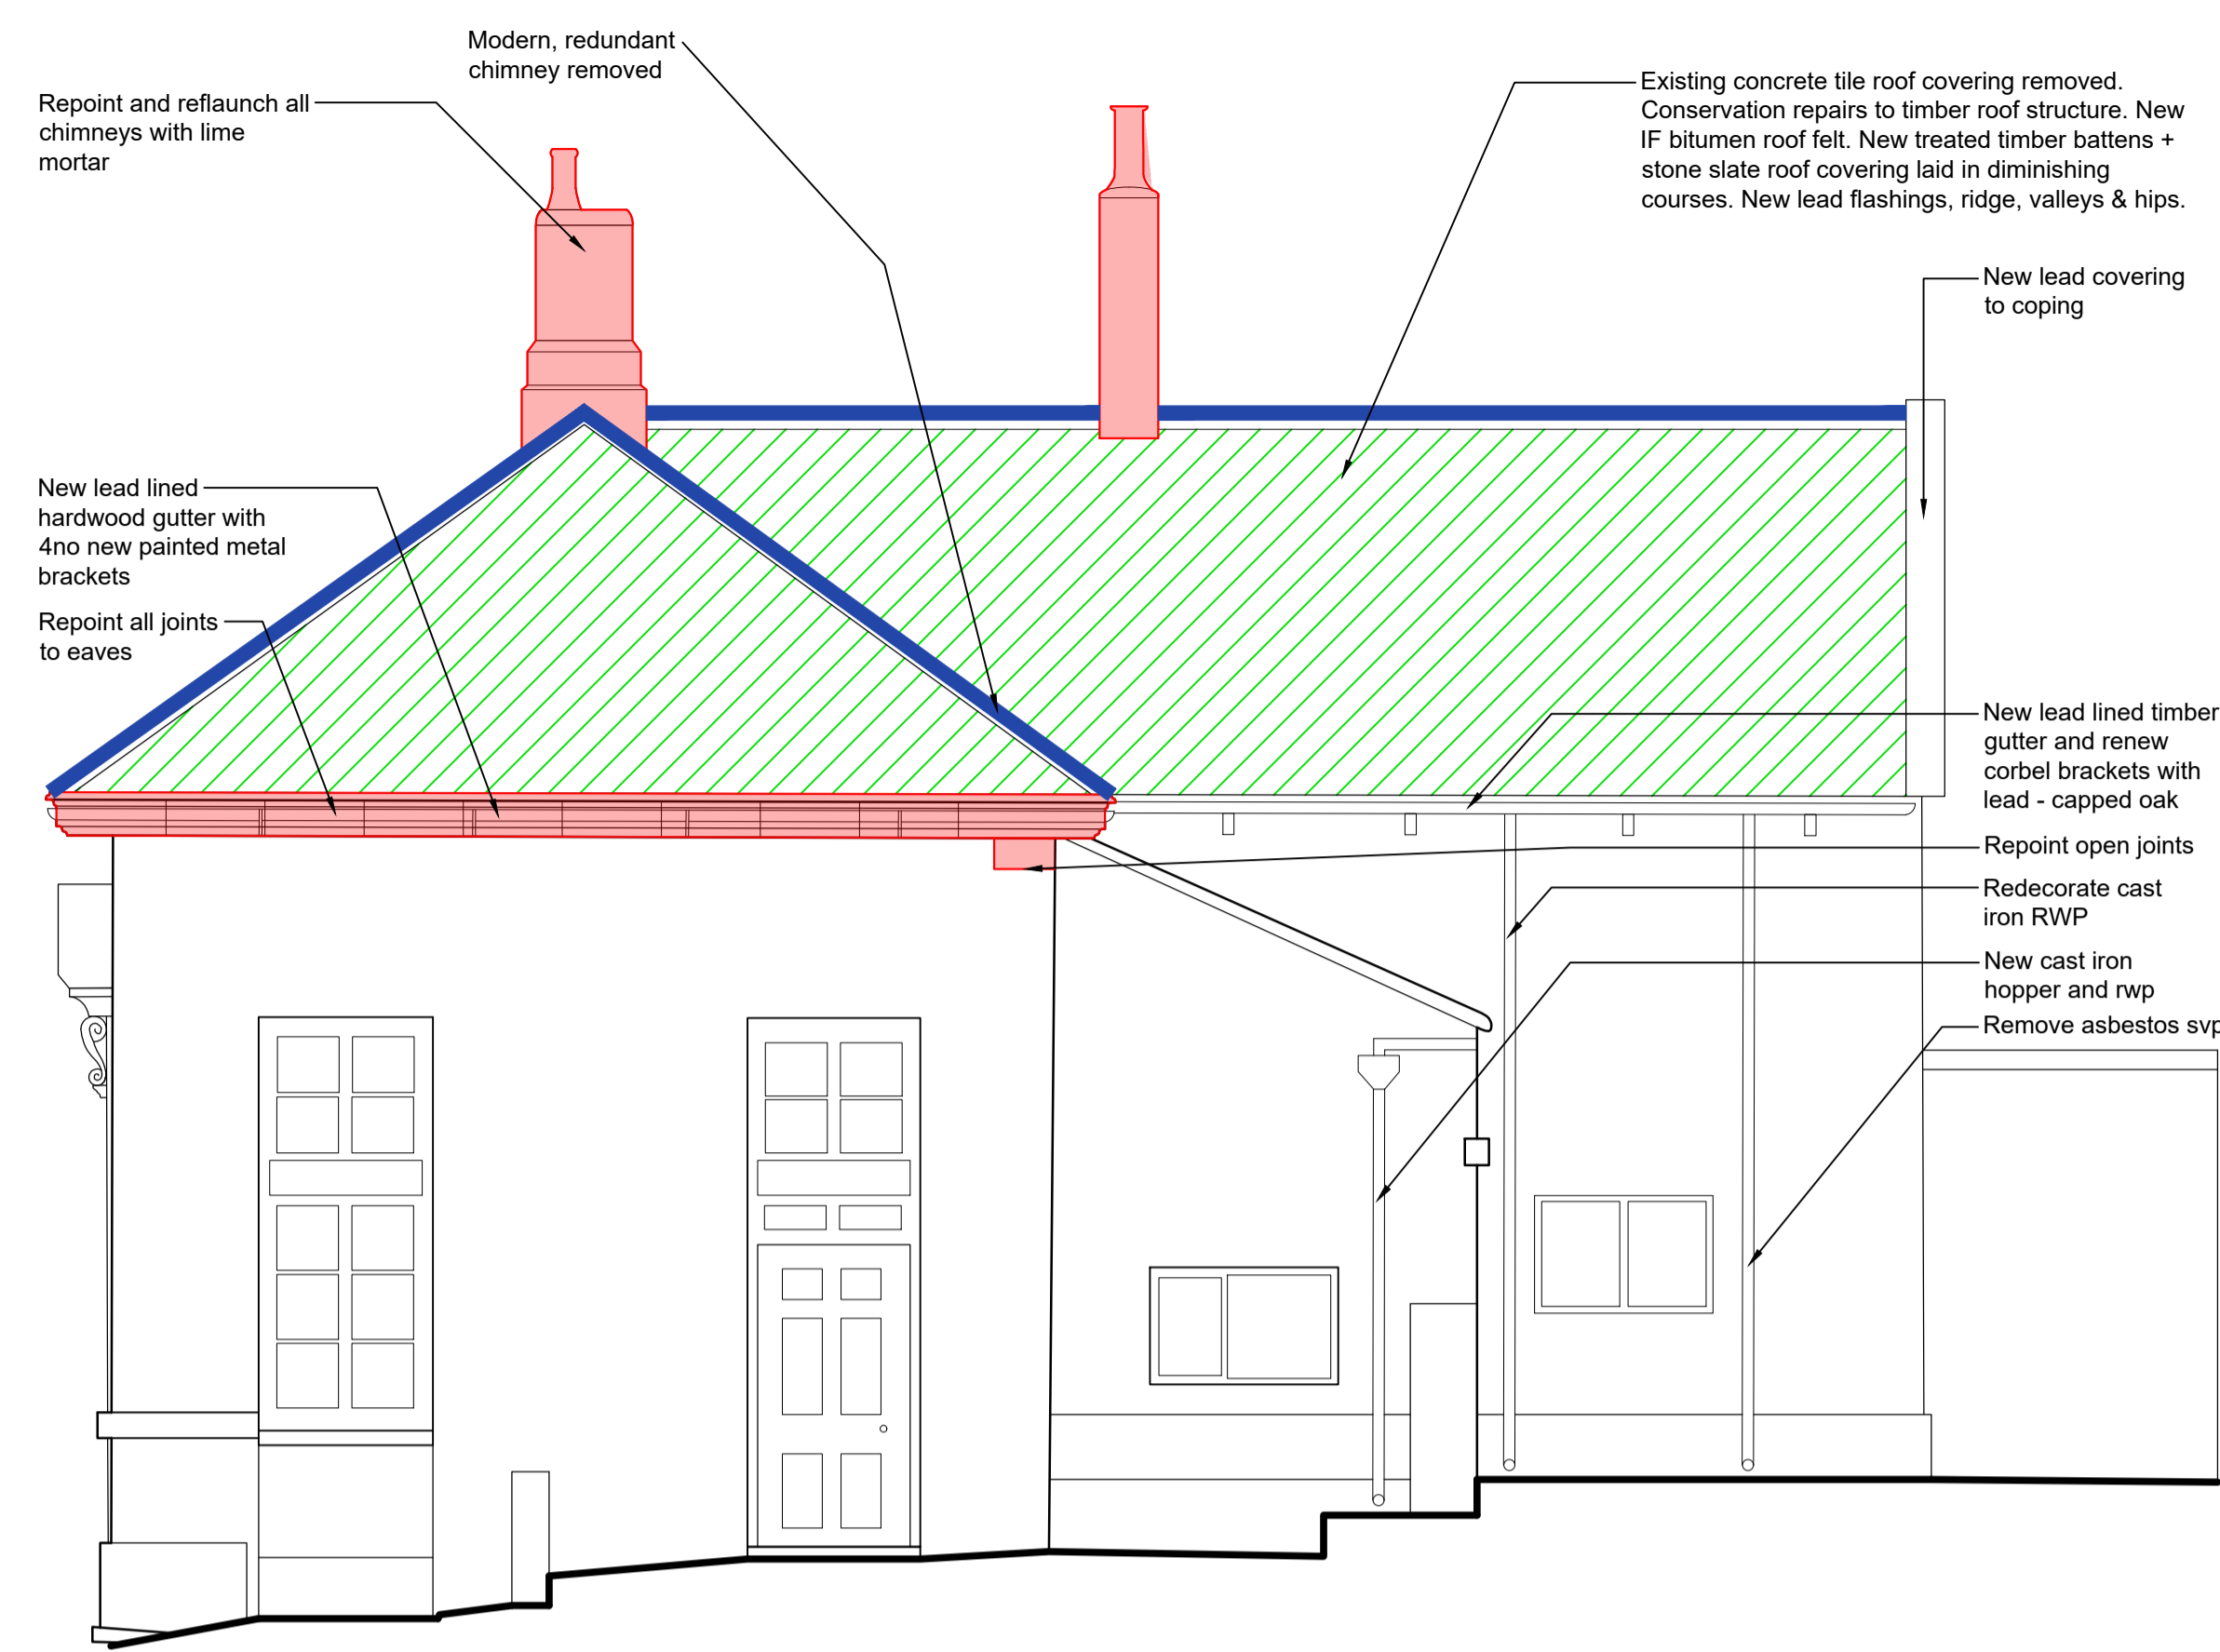 Modern, redundant
chimney removed
Repoint and reflaunch all
chimneys with lime
mortar
Existing concrete tile roof covering removed.
Conservation repairs to timber roof structure. New
IF bitumen roof felt. New treated timber battens +
stone slate roof covering laid in diminishing
courses. New lead flashings, ridge, valleys & hips.
New lead covering
to coping
New lead lined
hardwood gutter with
4no new painted metal
brackets
Repoint all joints
to eaves
New lead lined timber
gutter and renew
corbel brackets with
lead - capped oak
Repoint open joints
Redecorate cast
iron RWP
New cast iron
hopper and rwp
Remove asbestos svp